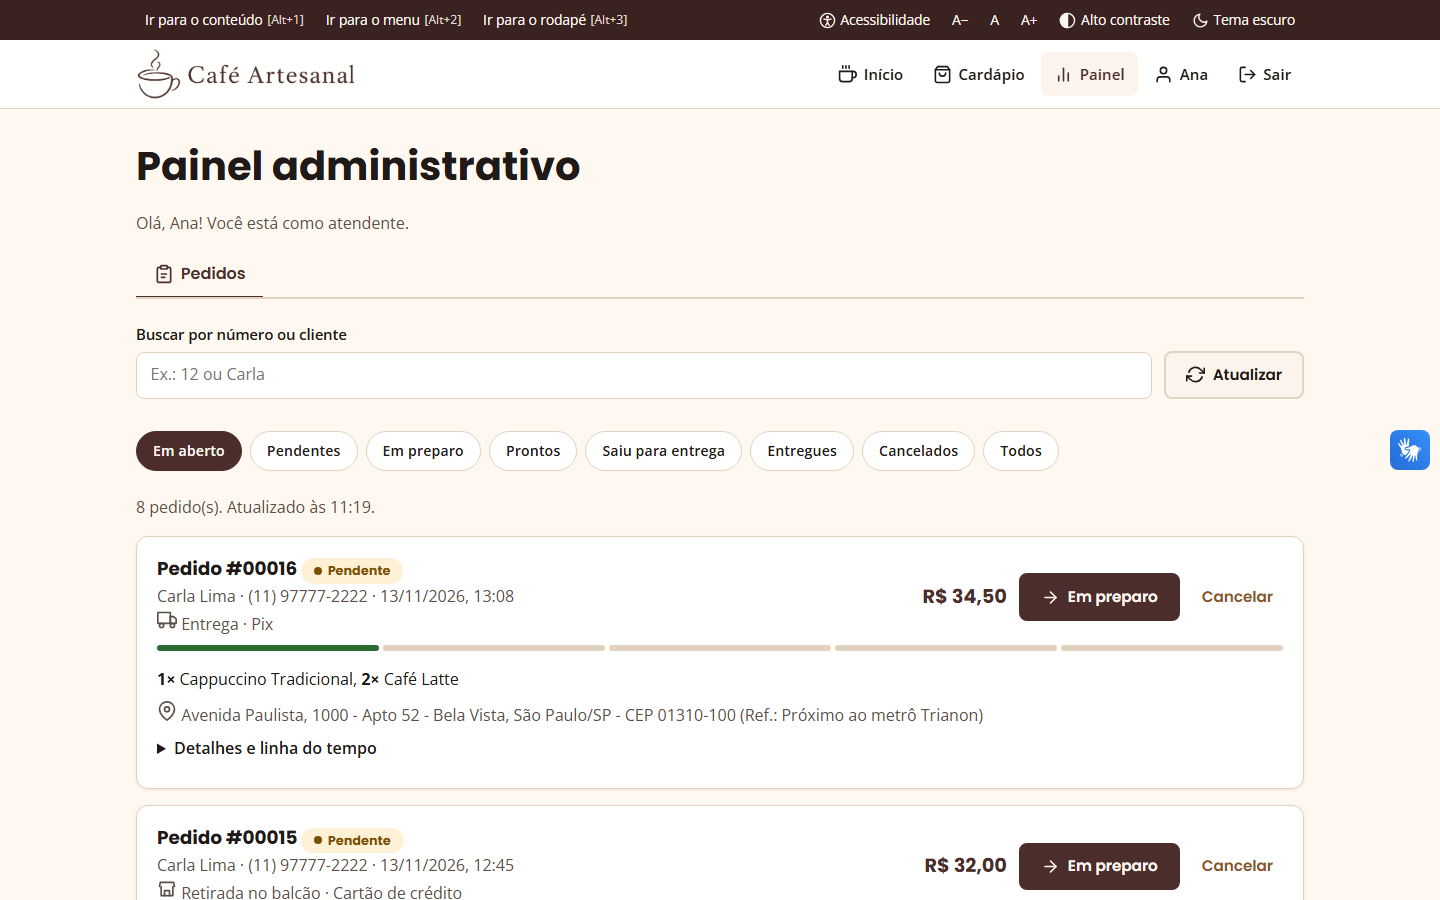 Ir para o conteúdo [Alt+1] Ir para o menu [Alt+2] Ir para o rodapé [Alt+3] Acessibilidade A− A A+ Alto contraste Tema escuro
Café Artesanal Início Cardápio Painel Ana Sair
Painel administrativo
Olá, Ana! Você está como atendente.
Pedidos
Buscar por número ou cliente
Ex.: 12 ou Carla Atualizar
Em aberto Pendentes Em preparo Prontos Saiu para entrega Entregues Cancelados Todos
8 pedido(s). Atualizado às 11:19.
Pedido #00016 Pendente
Carla Lima · (11) 97777-2222 · 13/11/2026, 13:08 R$ 34,50 Em preparo Cancelar
Entrega · Pix
1× Cappuccino Tradicional, 2× Café Latte
Avenida Paulista, 1000 - Apto 52 - Bela Vista, São Paulo/SP - CEP 01310-100 (Ref.: Próximo ao metrô Trianon)
Detalhes e linha do tempo
Pedido #00015 Pendente
Carla Lima · (11) 97777-2222 · 13/11/2026, 12:45 R$ 32,00 Em preparo Cancelar
Retirada no balcão · Cartão de crédito